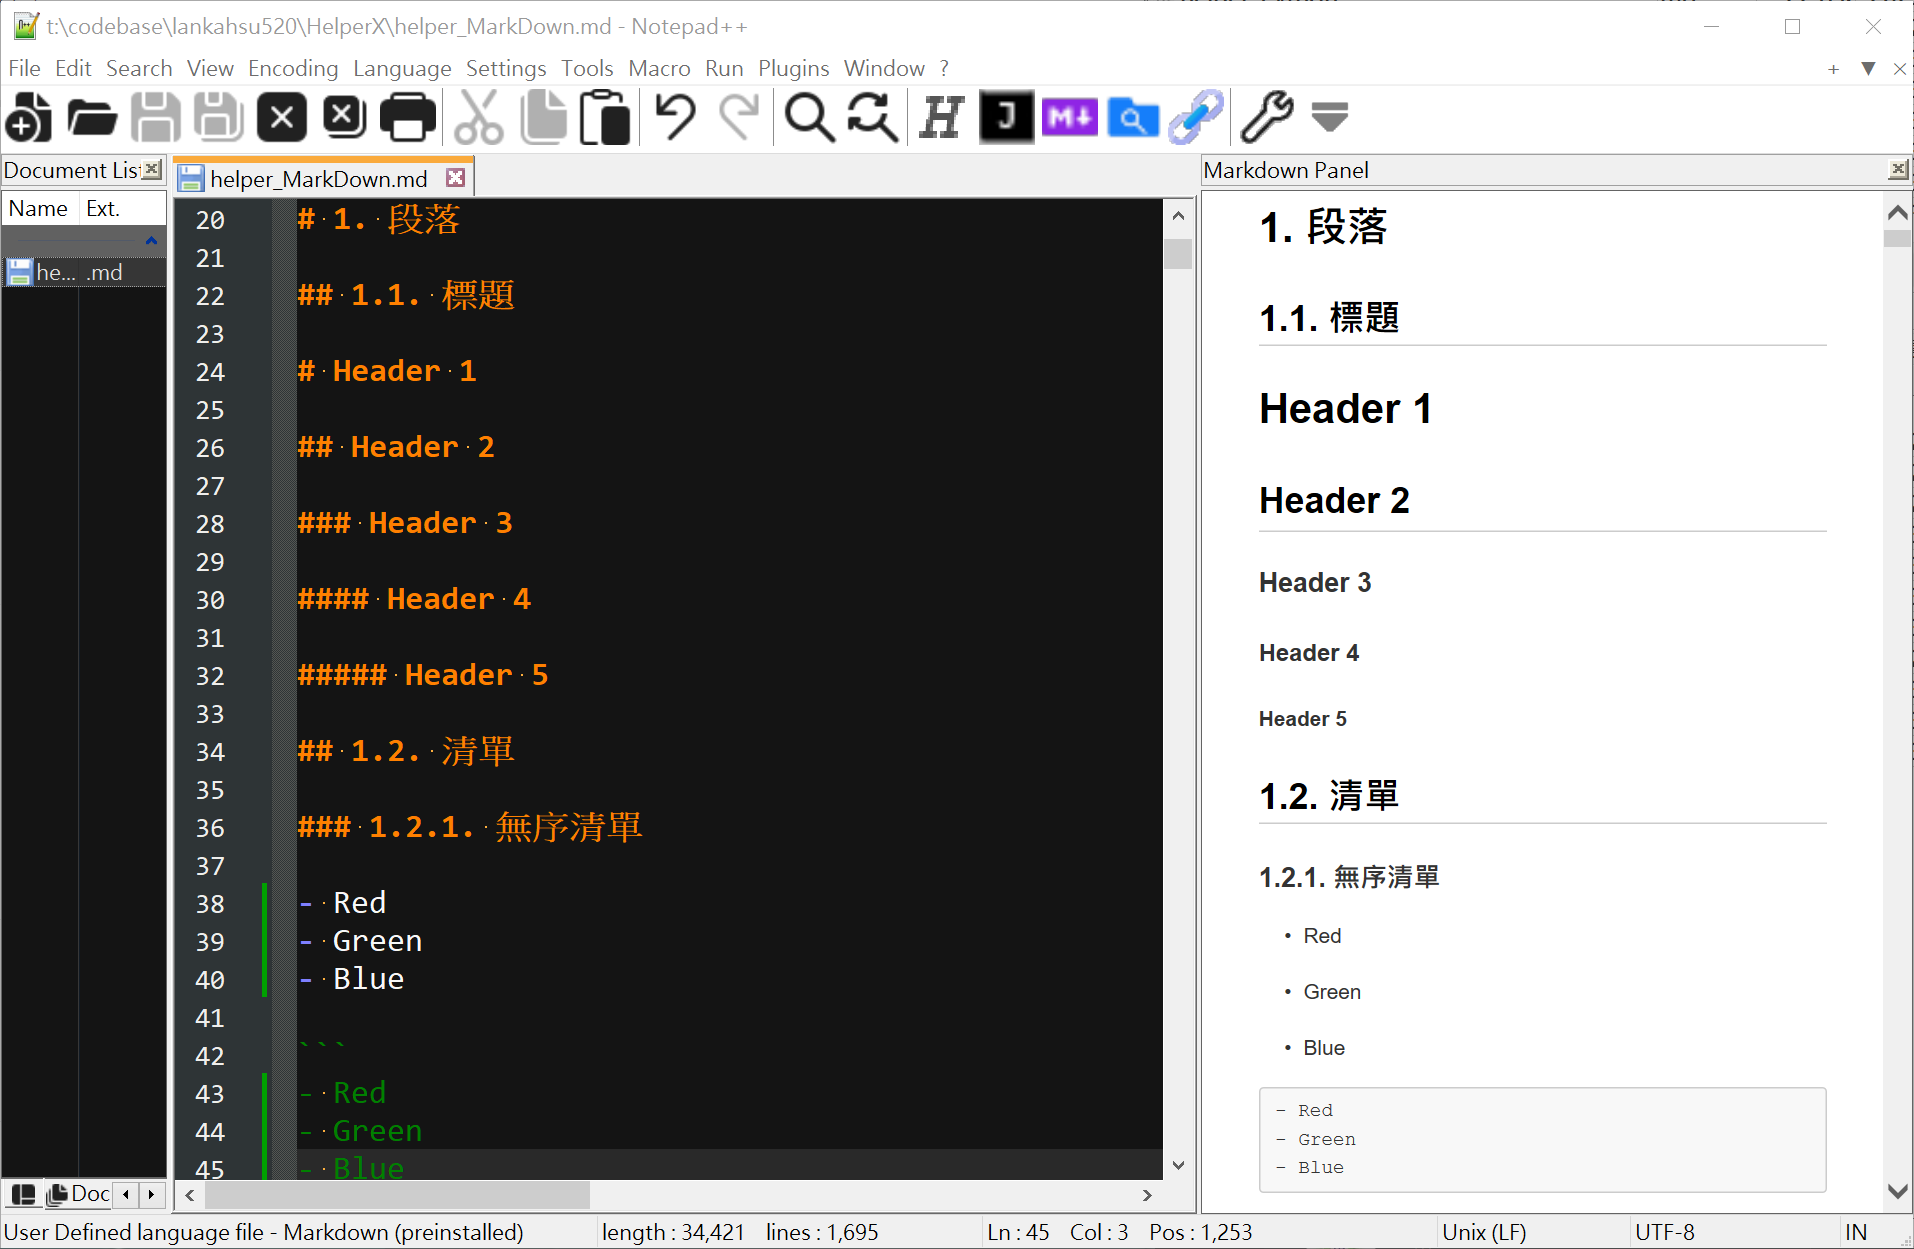 t:\codebase\lankahsu520\HelperX\helper_MarkDown.md - Notepad++
File Edit Search View Encoding Language Settings Tools Macro Run Plugins Window ?
Document Lis
Name Ext.
he... .md
Doc
helper_MarkDown.md
20 # 1. 段落
21
22 ## 1.1. 標題
23
24 # Header 1
25
26 ## Header 2
27
28 ### Header 3
29
30 #### Header 4
31
32 ##### Header 5
33
34 ## 1.2. 清單
35
36 ### 1.2.1. 無序清單
37
38 - Red
39 - Green
40 - Blue
41
42 ```
43 - Red
44 - Green
45 - Blue
Markdown Panel
1. 段落
1.1. 標題
Header 1
Header 2
Header 3
Header 4
Header 5
1.2. 清單
1.2.1. 無序清單
• Red
• Green
• Blue
- Red
- Green
- Blue
User Defined language file - Markdown (preinstalled) length : 34,421 lines : 1,695 Ln : 45 Col : 3 Pos : 1,253 Unix (LF) UTF-8 IN